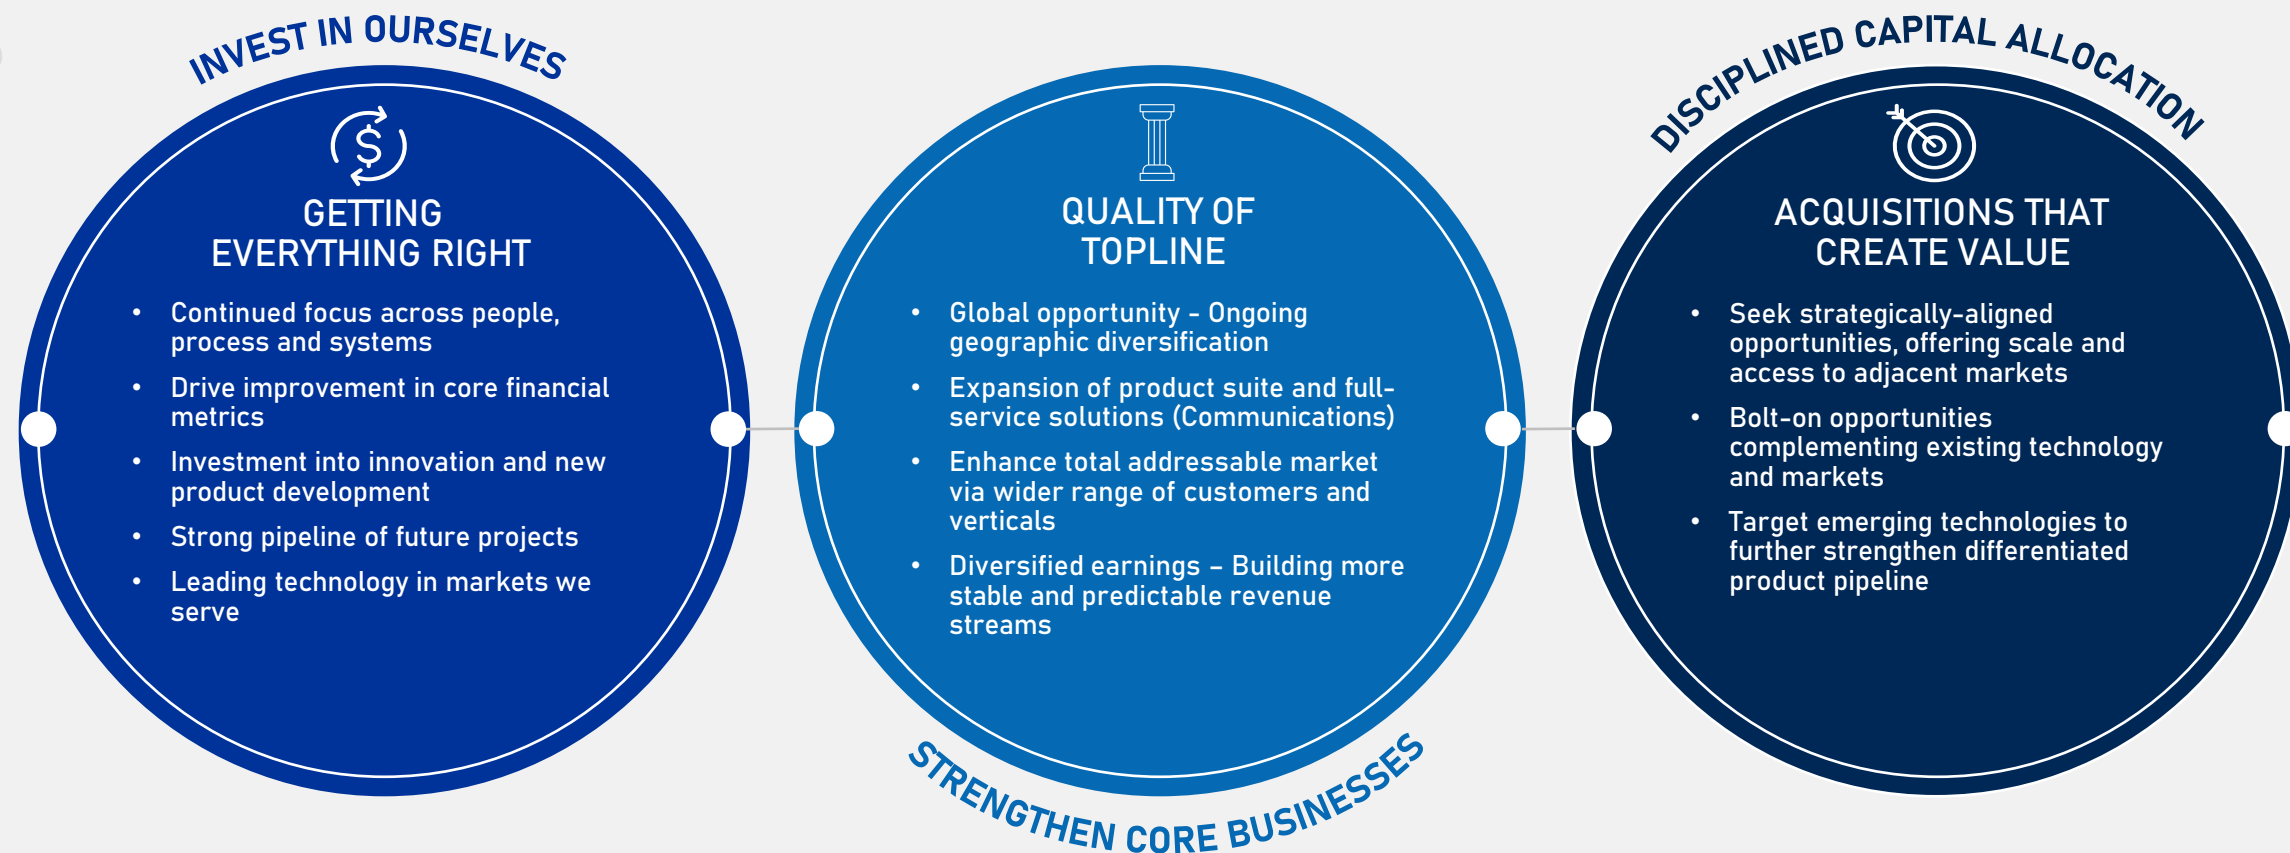 INVEST IN OURSELVES
GETTING
EVERYTHING RIGHT
• Continued focus across people,
process and systems
• Drive improvement in core financial
metrics
• Investment into innovation and new
product development
• Strong pipeline of future projects
• Leading technology in markets we
serve
QUALITY OF
TOPLINE
• Global opportunity - Ongoing
geographic diversification
• Expansion of product suite and full-
service solutions (Communications)
• Enhance total addressable market
via wider range of customers and
verticals
• Diversified earnings – Building more
stable and predictable revenue
streams
STRENGTHEN CORE BUSINESSES
DISCIPLINED CAPITAL ALLOCATION
ACQUISITIONS THAT
CREATE VALUE
• Seek strategically-aligned
opportunities, offering scale and
access to adjacent markets
• Bolt-on opportunities
complementing existing technology
and markets
• Target emerging technologies to
further strengthen differentiated
product pipeline